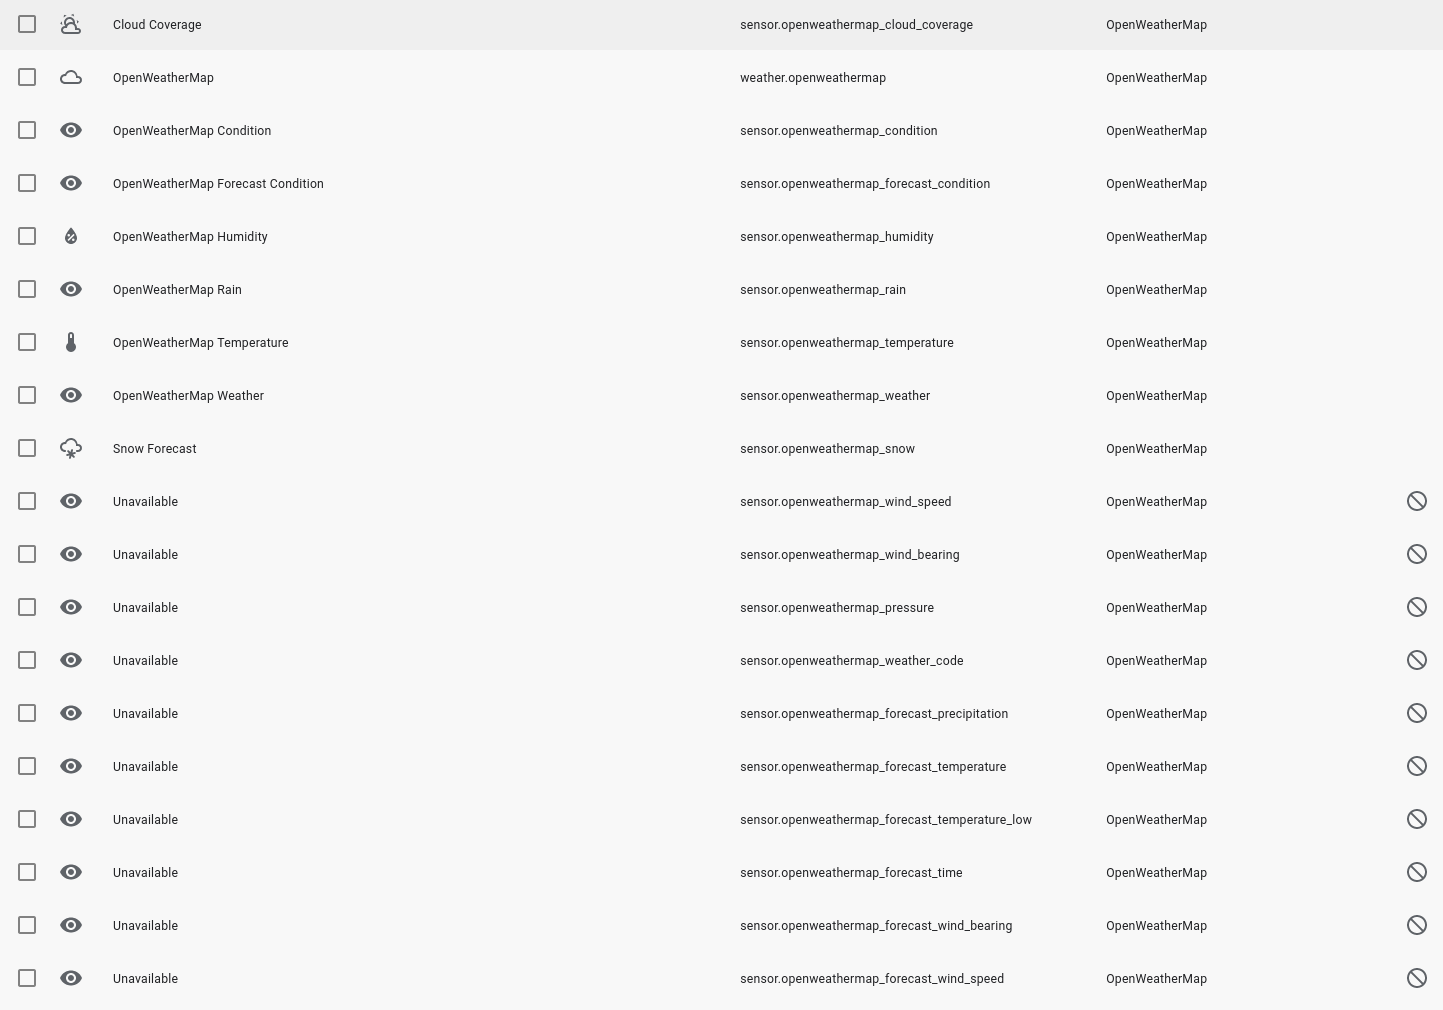 Cloud Coverage sensor.openweathermap_cloud_coverage OpenWeatherMap
OpenWeatherMap weather.openweathermap OpenWeatherMap
OpenWeatherMap Condition sensor.openweathermap_condition OpenWeatherMap
OpenWeatherMap Forecast Condition sensor.openweathermap_forecast_condition OpenWeatherMap
OpenWeatherMap Humidity sensor.openweathermap_humidity OpenWeatherMap
OpenWeatherMap Rain sensor.openweathermap_rain OpenWeatherMap
OpenWeatherMap Temperature sensor.openweathermap_temperature OpenWeatherMap
OpenWeatherMap Weather sensor.openweathermap_weather OpenWeatherMap
Snow Forecast sensor.openweathermap_snow OpenWeatherMap
Unavailable sensor.openweathermap_wind_speed OpenWeatherMap
Unavailable sensor.openweathermap_wind_bearing OpenWeatherMap
Unavailable sensor.openweathermap_pressure OpenWeatherMap
Unavailable sensor.openweathermap_weather_code OpenWeatherMap
Unavailable sensor.openweathermap_forecast_precipitation OpenWeatherMap
Unavailable sensor.openweathermap_forecast_temperature OpenWeatherMap
Unavailable sensor.openweathermap_forecast_temperature_low OpenWeatherMap
Unavailable sensor.openweathermap_forecast_time OpenWeatherMap
Unavailable sensor.openweathermap_forecast_wind_bearing OpenWeatherMap
Unavailable sensor.openweathermap_forecast_wind_speed OpenWeatherMap